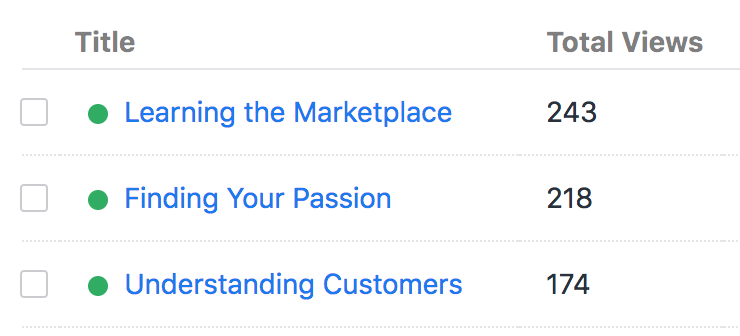 Title Total Views
Learning the Marketplace 243
Finding Your Passion 218
Understanding Customers 174